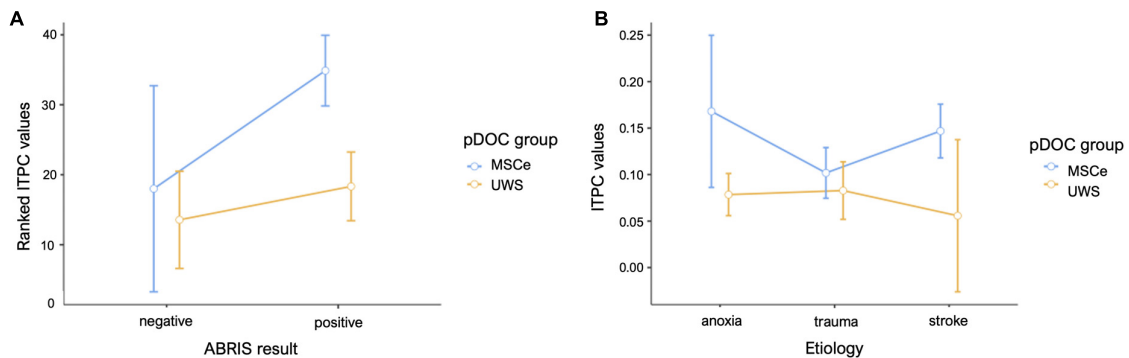 A
Ranked ITPC values
40
30
20
10
0
negative
positive
ABRIS result
pDOC group
MSCe
UWS
B
ITPC values
0.25
0.20
0.15
0.10
0.05
0.00
anoxia
trauma
stroke
Etiology
pDOC group
MSCe
UWS